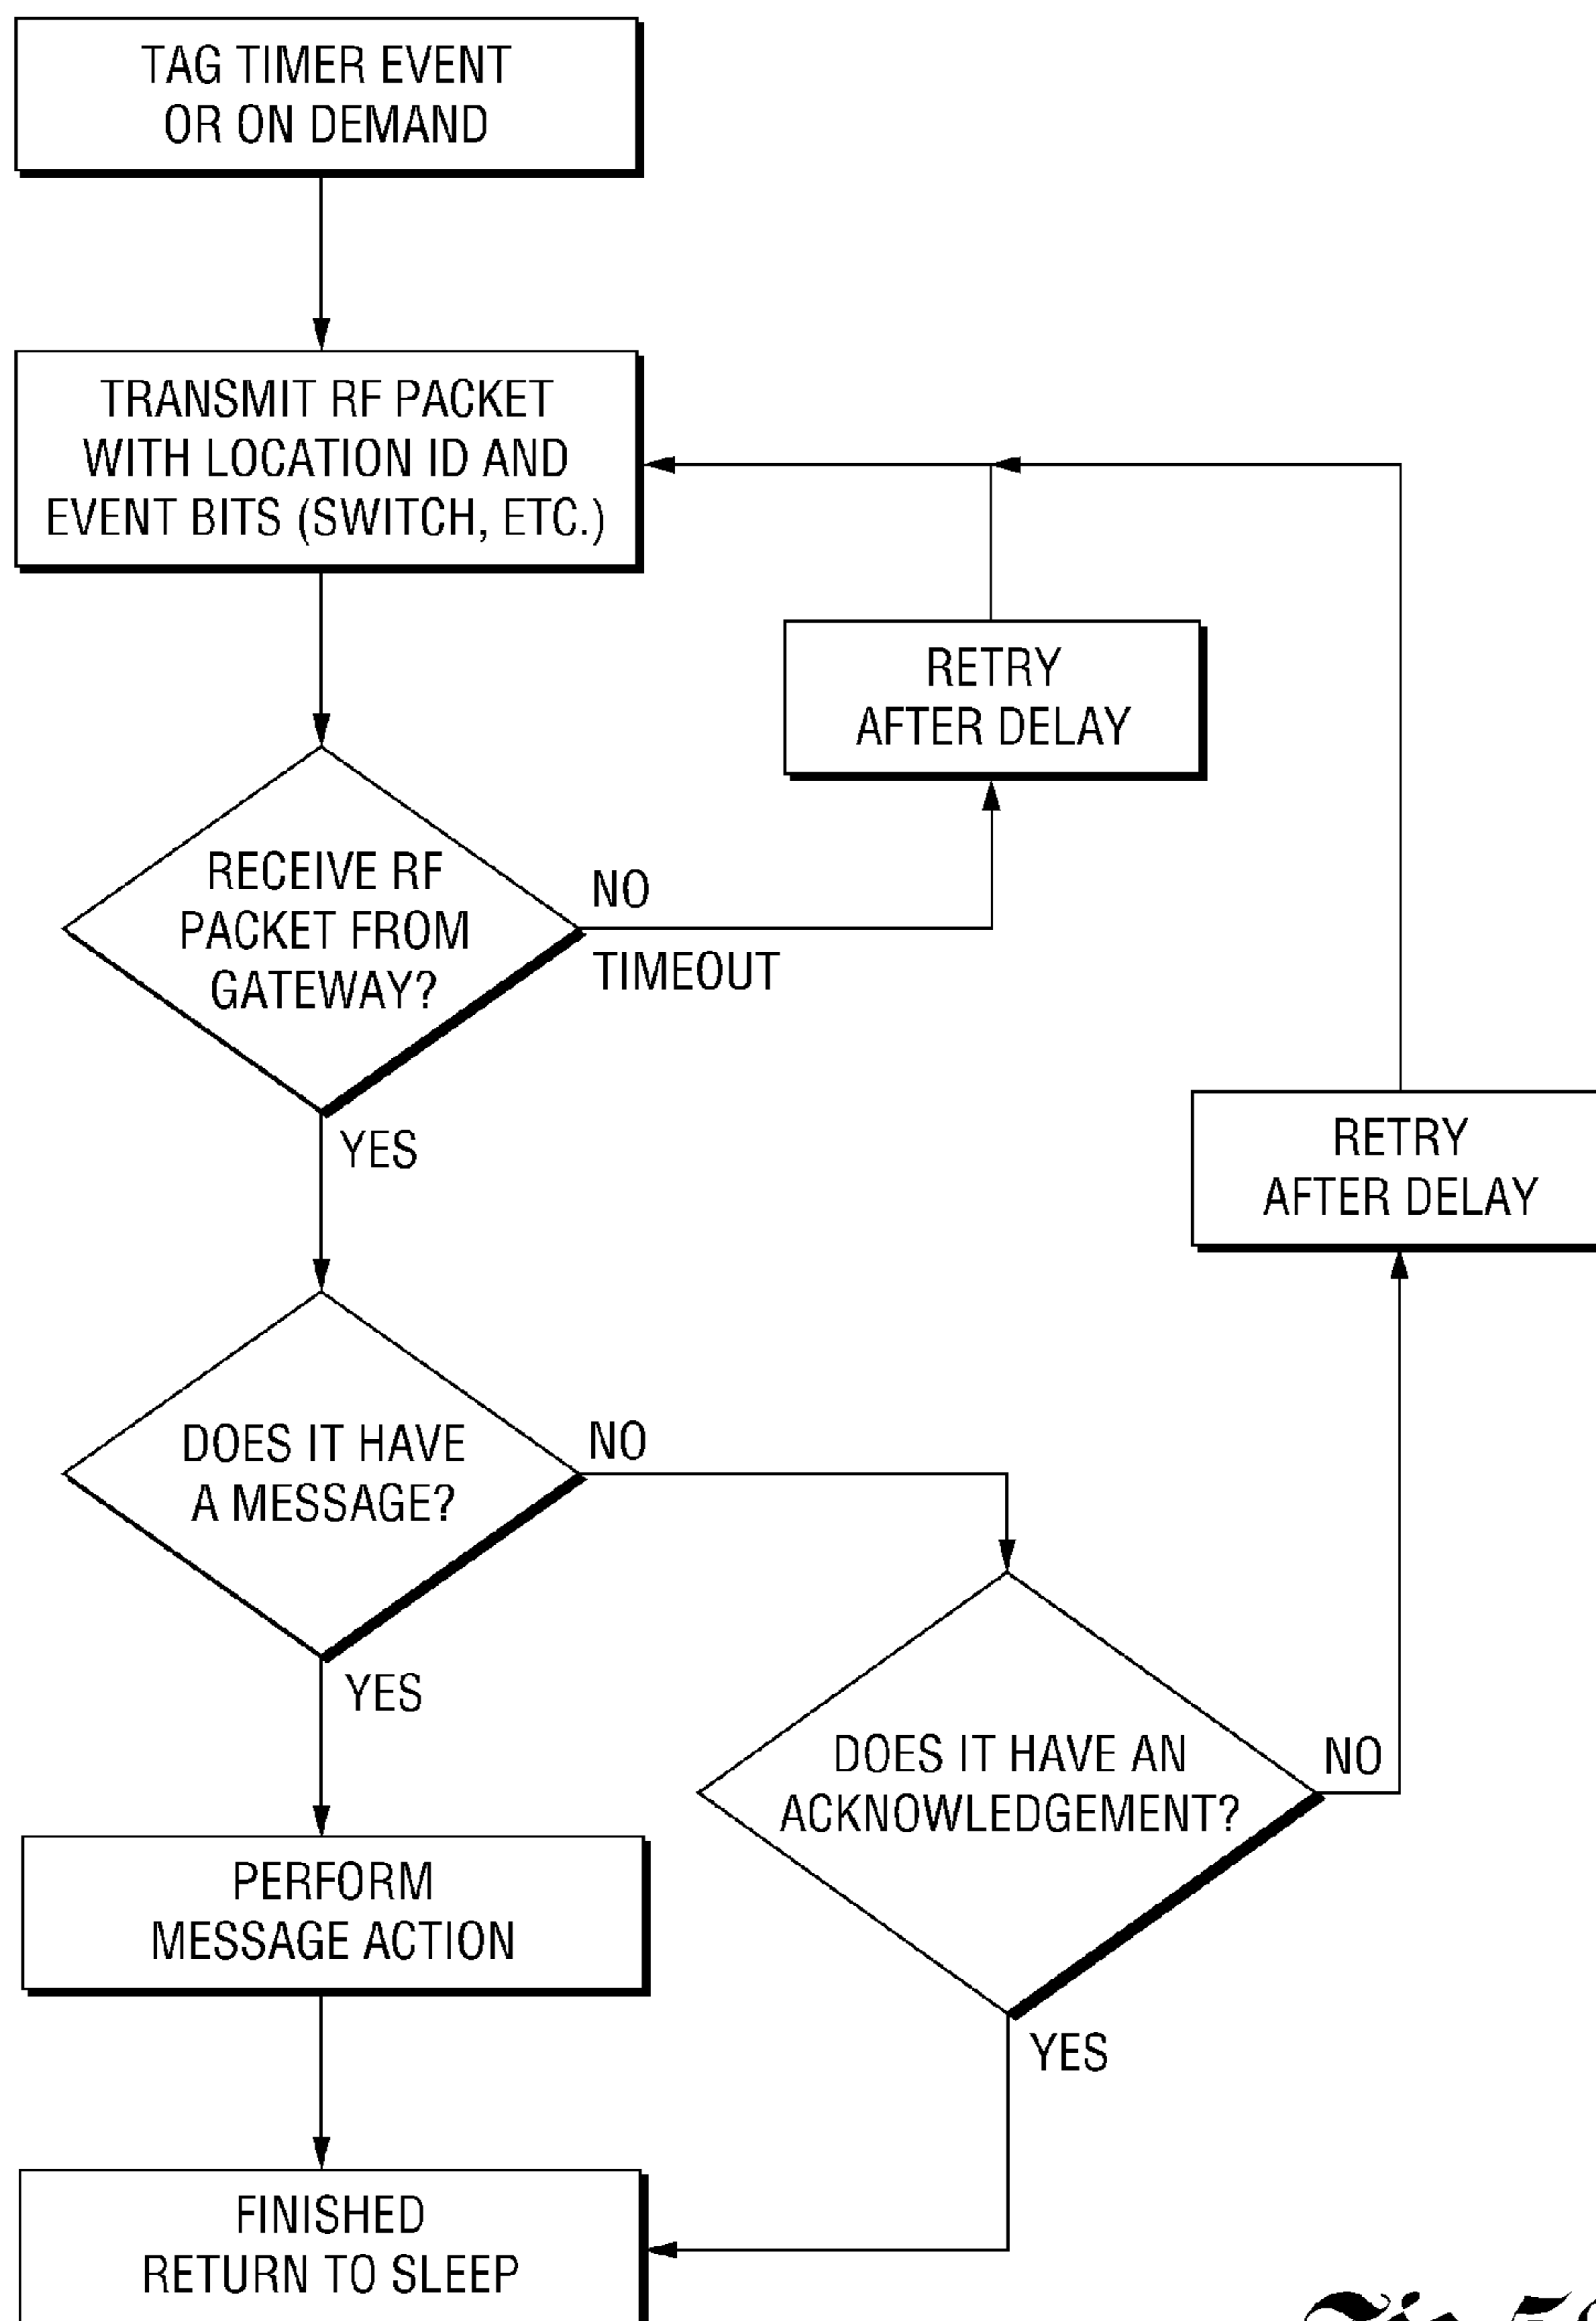 TAG TIMER EVENT
OR ON DEMAND
TRANSMIT RF PACKET
WITH LOCATION ID AND
EVENT BITS (SWITCH, ETC.)
RETRY
AFTER DELAY
RECEIVE RF
PACKET FROM
GATEWAY?
NO
TIMEOUT
YES
RETRY
AFTER DELAY
DOES IT HAVE
A MESSAGE?
NO
YES
DOES IT HAVE AN
ACKNOWLEDGEMENT?
NO
YES
PERFORM
MESSAGE ACTION
FINISHED
RETURN TO SLEEP